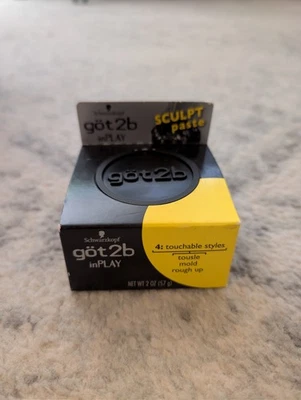 Schwarzkopf
göt2b
inPLAY
SCULPT
paste
göt2b
Schwarzkopf
göt2b
inPLAY
4: touchable styles
tousle
mold
rough up
NET WT 2 OZ (57 g)